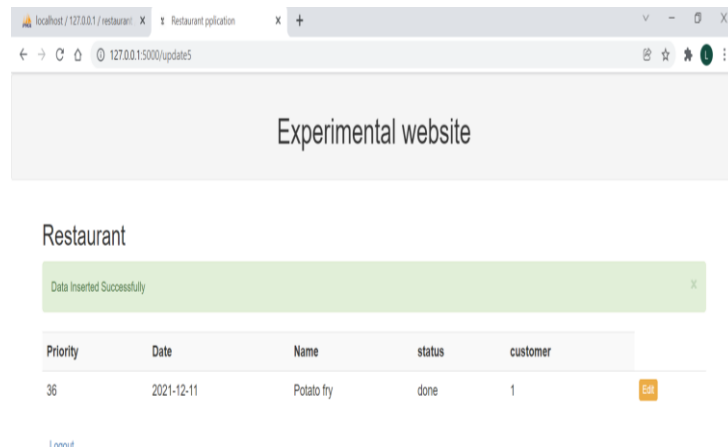 localhost / 127.0.0.1 / restaurant
Restaurant pplication
127.0.0.1:5000/update5
L
Experimental website
Restaurant
Data Inserted Successfully
x
Priority Date Name status customer
36 2021-12-11 Potato fry done 1 Edit
Logout